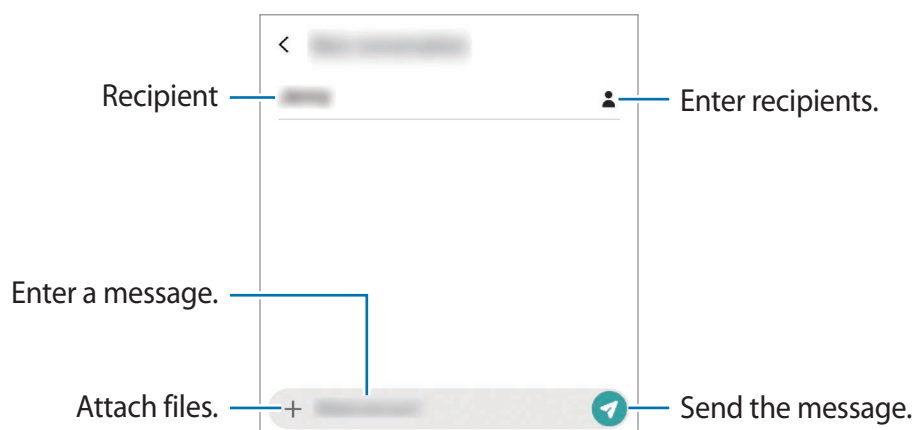 Recipient
Enter recipients.
Enter a message.
Attach files.
Send the message.